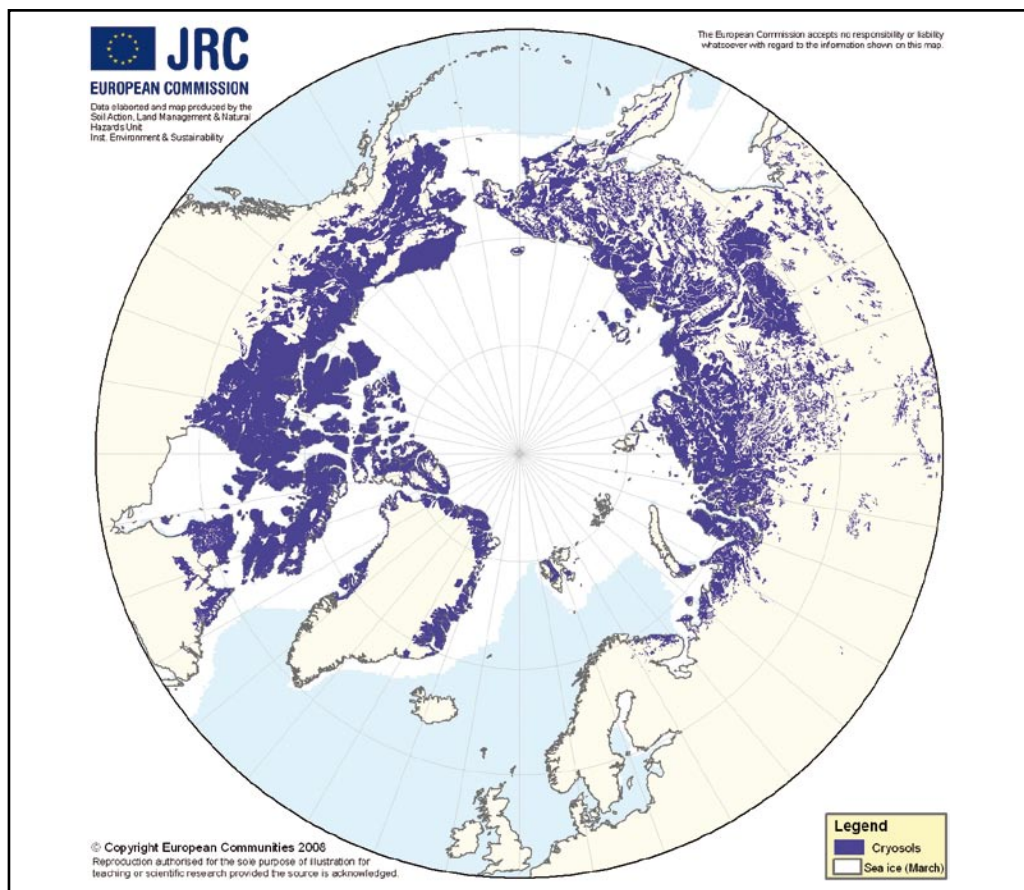 JRC
EUROPEAN COMMISSION
Data elaborated and map produced by the
Soil Action, Land Management & Natural
Hazards Unit
Inst. Environment & Sustainability
The European Commission accepts no responsibility or liability
whatsoever with regard to the information shown on this map.
© Copyright European Communities 2008
Reproduction authorised for the sole purpose of illustration for
teaching or scientific research provided the source is acknowledged.
Legend
Cryosols
Sea ice (March)